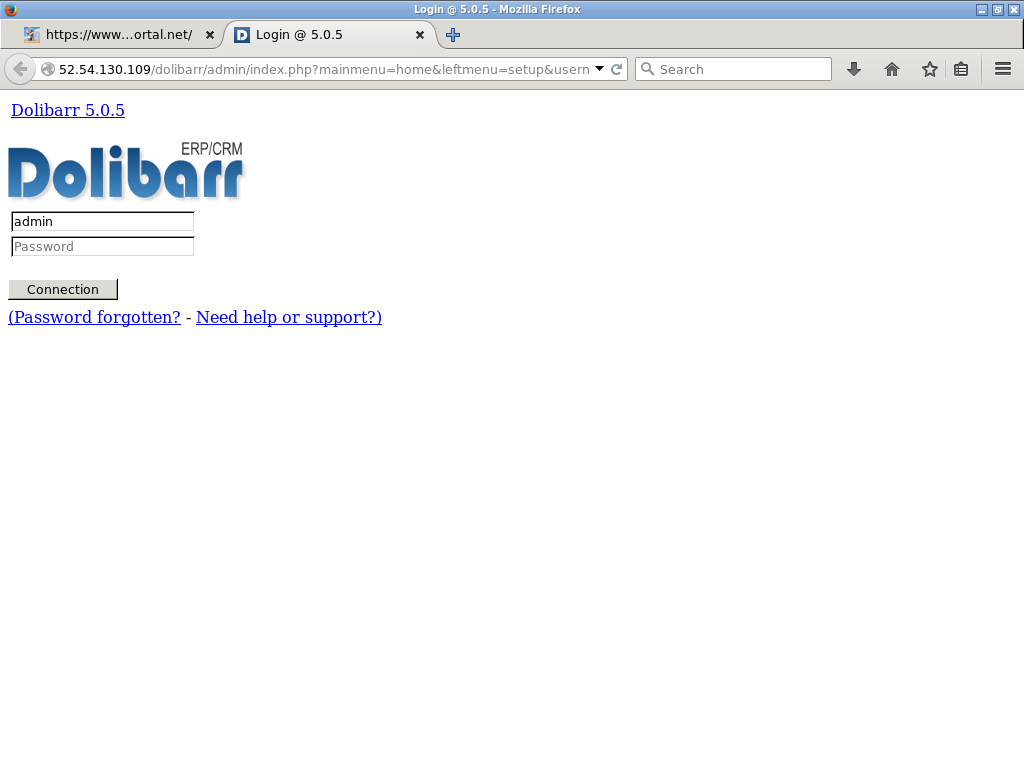 Login @ 5.0.5 - Mozilla Firefox
https://www...ortal.net/
Login @ 5.0.5
52.54.130.109/dolibarr/admin/index.php?mainmenu=home&leftmenu=setup&usern
Search
Dolibarr 5.0.5
ERP/CRM
Dolibarr
admin
Password
Connection
(Password forgotten? - Need help or support?)